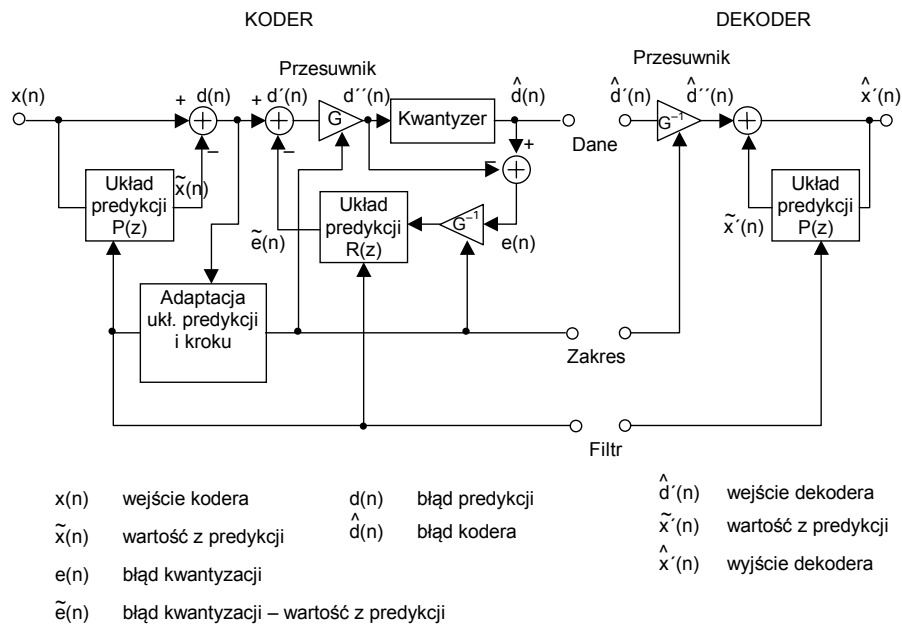 KODER
DEKODER
Przesuwnik
Przesuwnik
x(n)
+
d(n)
+
d´(n)
d´´(n)
d̂(n)
d̂´(n)
d̂´´(n)
x̂´(n)
+
–
+
–
G
Kwantyzer
Dane
G⁻¹
+
–
+
+
Układ
predykcji
P(z)
x̃(n)
ẽ(n)
Układ
predykcji
R(z)
G⁻¹
e(n)
x̃´(n)
Układ
predykcji
P(z)
Adaptacja
ukł. predykcji
i kroku
Zakres
Filtr
x(n) wejście kodera
x̃(n) wartość z predykcji
e(n) błąd kwantyzacji
ẽ(n) błąd kwantyzacji – wartość z predykcji
d(n) błąd predykcji
d̂(n) błąd kodera
d̂´(n) wejście dekodera
x̃´(n) wartość z predykcji
x̂´(n) wyjście dekodera